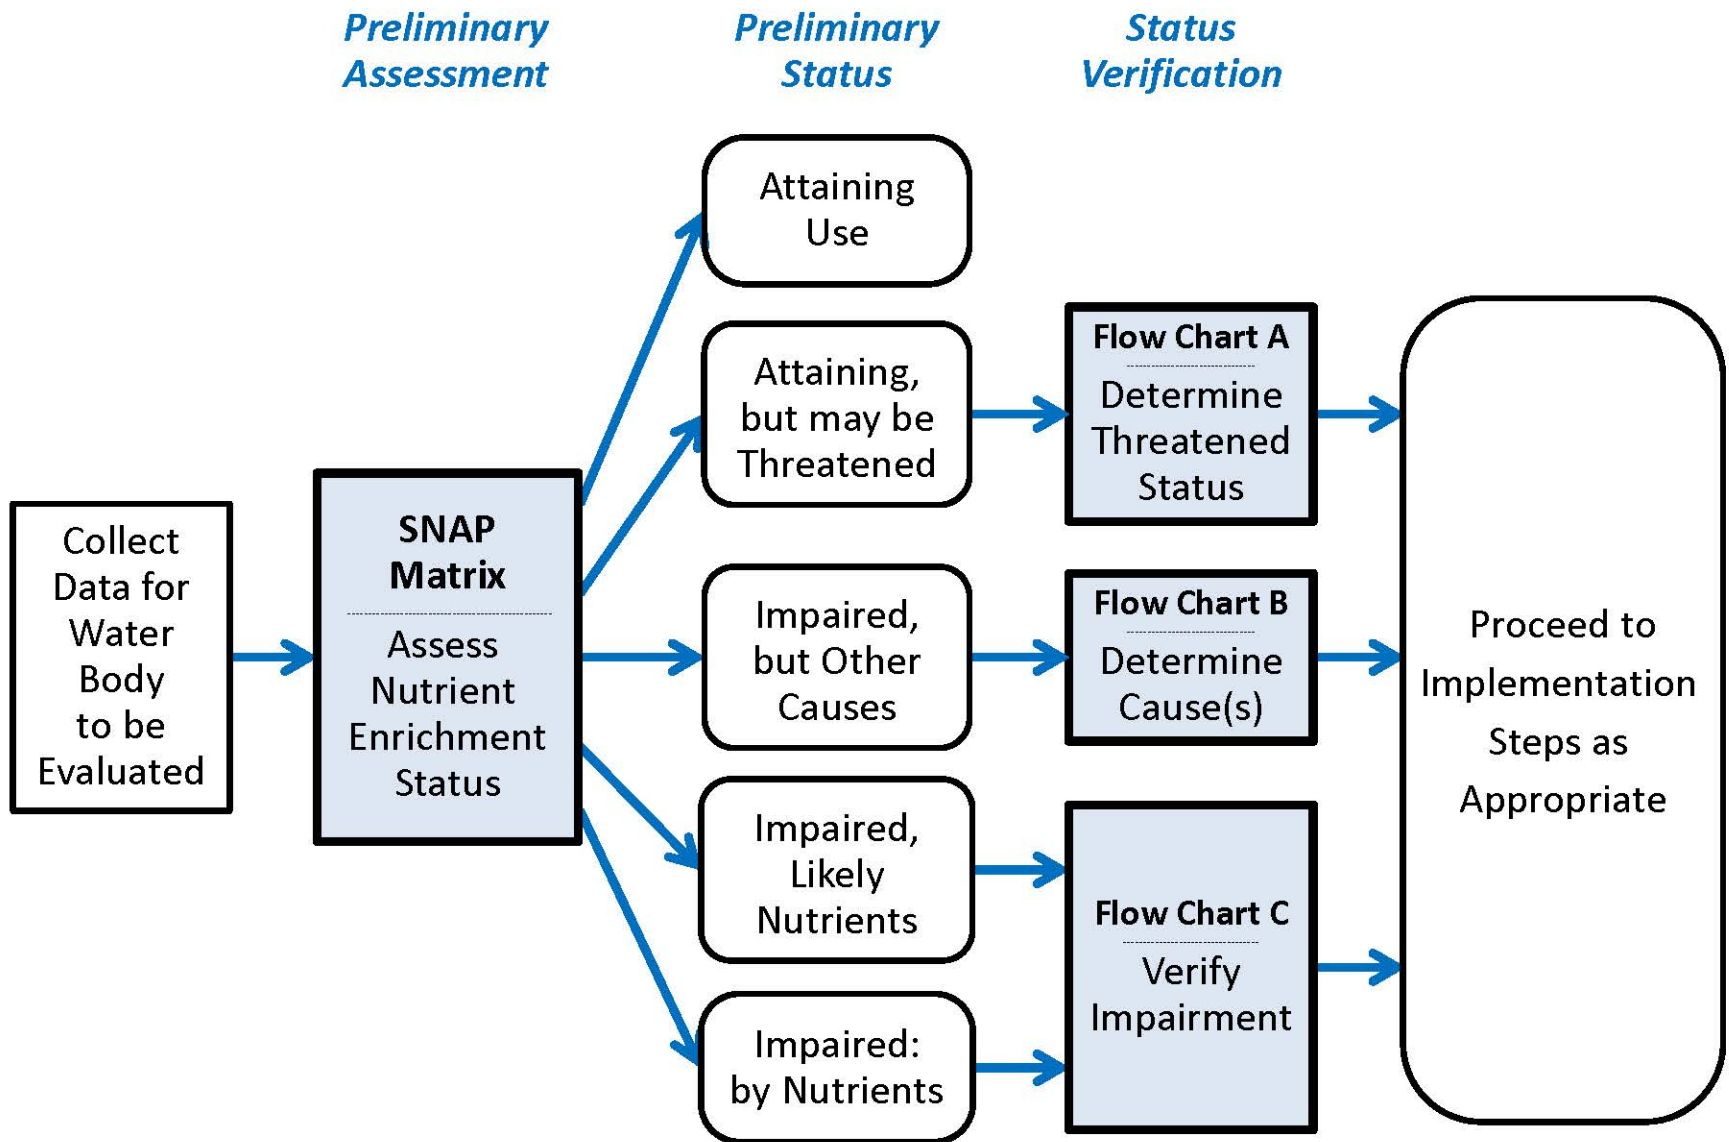 Preliminary
Assessment
Preliminary
Status
Status
Verification
Collect
Data for
Water
Body
to be
Evaluated
SNAP
Matrix
Assess
Nutrient
Enrichment
Status
Attaining
Use
Attaining,
but may be
Threatened
Impaired,
but Other
Causes
Impaired,
Likely
Nutrients
Impaired:
by Nutrients
Flow Chart A
Determine
Threatened
Status
Flow Chart B
Determine
Cause(s)
Flow Chart C
Verify
Impairment
Proceed to
Implementation
Steps as
Appropriate